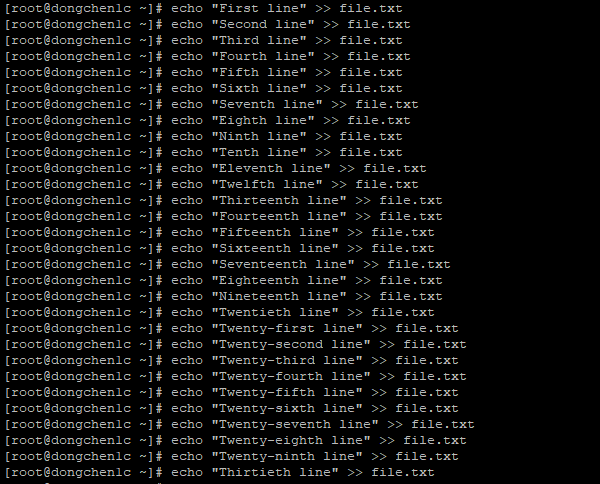 [root@dongchenlc ~]# echo "First line" >> file.txt
[root@dongchenlc ~]# echo "Second line" >> file.txt
[root@dongchenlc ~]# echo "Third line" >> file.txt
[root@dongchenlc ~]# echo "Fourth line" >> file.txt
[root@dongchenlc ~]# echo "Fifth line" >> file.txt
[root@dongchenlc ~]# echo "Sixth line" >> file.txt
[root@dongchenlc ~]# echo "Seventh line" >> file.txt
[root@dongchenlc ~]# echo "Eighth line" >> file.txt
[root@dongchenlc ~]# echo "Ninth line" >> file.txt
[root@dongchenlc ~]# echo "Tenth line" >> file.txt
[root@dongchenlc ~]# echo "Eleventh line" >> file.txt
[root@dongchenlc ~]# echo "Twelfth line" >> file.txt
[root@dongchenlc ~]# echo "Thirteenth line" >> file.txt
[root@dongchenlc ~]# echo "Fourteenth line" >> file.txt
[root@dongchenlc ~]# echo "Fifteenth line" >> file.txt
[root@dongchenlc ~]# echo "Sixteenth line" >> file.txt
[root@dongchenlc ~]# echo "Seventeenth line" >> file.txt
[root@dongchenlc ~]# echo "Eighteenth line" >> file.txt
[root@dongchenlc ~]# echo "Nineteenth line" >> file.txt
[root@dongchenlc ~]# echo "Twentieth line" >> file.txt
[root@dongchenlc ~]# echo "Twenty-first line" >> file.txt
[root@dongchenlc ~]# echo "Twenty-second line" >> file.txt
[root@dongchenlc ~]# echo "Twenty-third line" >> file.txt
[root@dongchenlc ~]# echo "Twenty-fourth line" >> file.txt
[root@dongchenlc ~]# echo "Twenty-fifth line" >> file.txt
[root@dongchenlc ~]# echo "Twenty-sixth line" >> file.txt
[root@dongchenlc ~]# echo "Twenty-seventh line" >> file.txt
[root@dongchenlc ~]# echo "Twenty-eighth line" >> file.txt
[root@dongchenlc ~]# echo "Twenty-ninth line" >> file.txt
[root@dongchenlc ~]# echo "Thirtieth line" >> file.txt